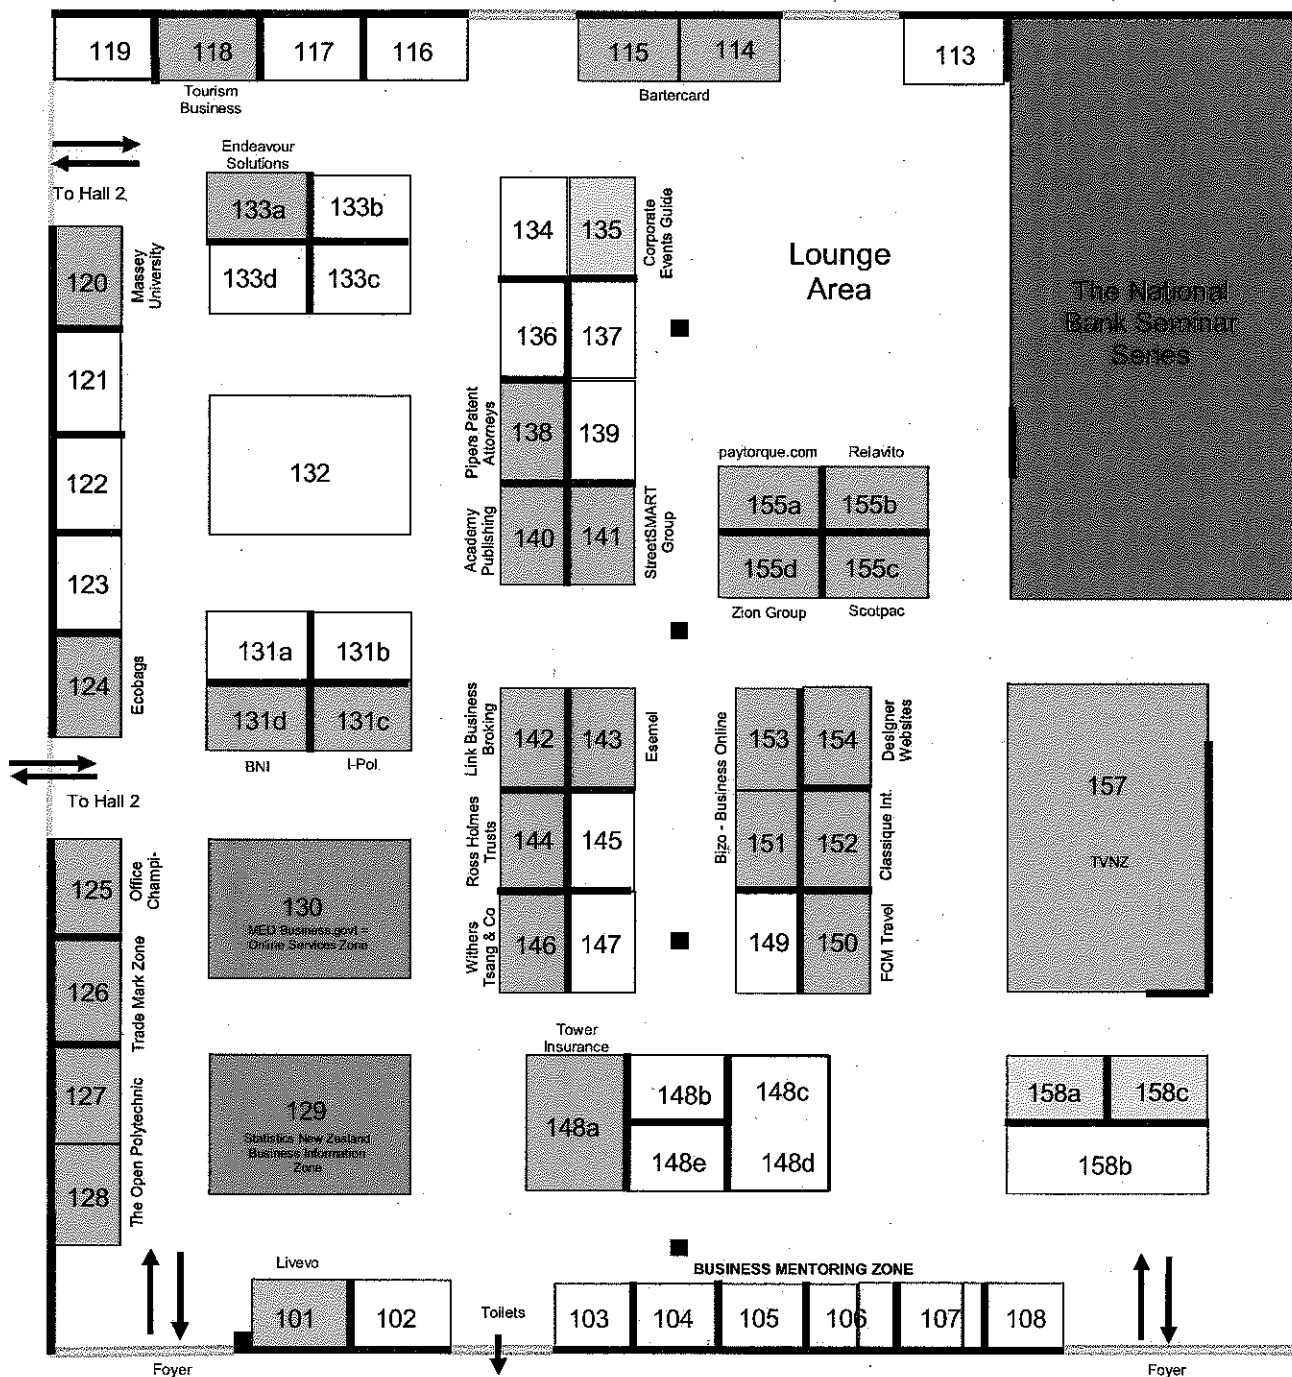 119
118
117
116
115
114
113
Tourism
Business
Bartercard
Endeavour
Solutions
To Hall 2
133a
133b
133d
133c
134
135
Corporate
Events Guide
Lounge
Area
The National
Bank Seminar
Series
120
Massey
University
121
122
123
124
Ecobags
132
136
137
138
139
Pipers Patent
Attorneys
140
141
Academy
Publishing
StreetSMART
Group
paytorque.com
Relavito
155a
155b
155d
155c
Zion Group
Scotpac
131a
131b
131d
131c
BNI
I-Pol
To Hall 2
Link Business
Broking
142
143
Esemel
Ross Holmes
Trusts
144
145
Withers
Tsang & Co
146
147
Bizo - Business Online
153
154
Designer
Websites
151
152
Classique Int.
149
150
FCM Travel
157
TVNZ
125
Office
Champi-
126
Trade Mark Zone
127
128
The Open Polytechnic
130
MED Business.govt =
Online Services Zone
129
Statistics New Zealand
Business Information
Zone
Tower
Insurance
148a
148b
148c
148e
148d
158a
158c
158b
Livevo
101
102
Toilets
BUSINESS MENTORING ZONE
103
104
105
106
107
108
Foyer
Foyer